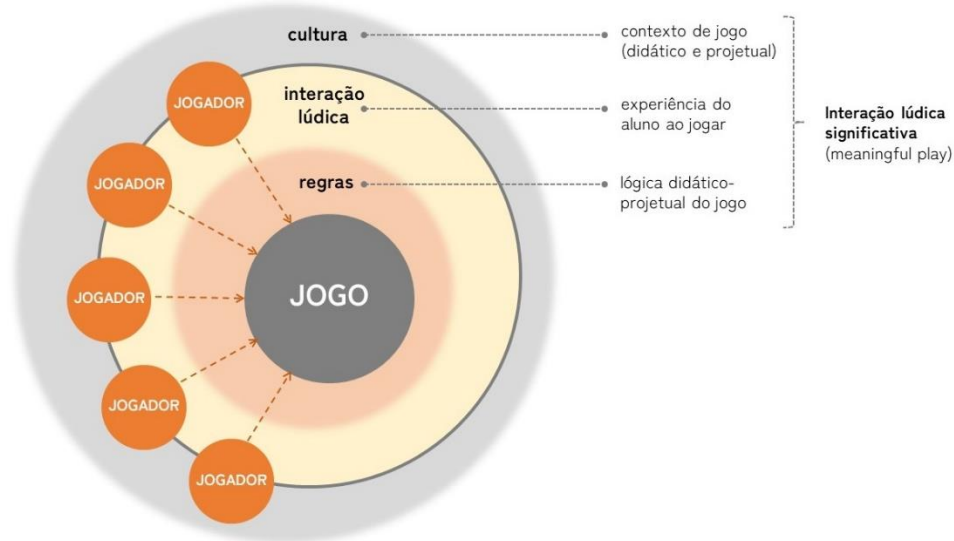 cultura
contexto de jogo
(didático e projetual)
JOGADOR
interação
lúdica
experiência do
aluno ao jogar
Interação lúdica
significativa
(meaningful play)
JOGADOR
regras
lógica didático-
projetual do jogo
JOGADOR
JOGO
JOGADOR
JOGADOR